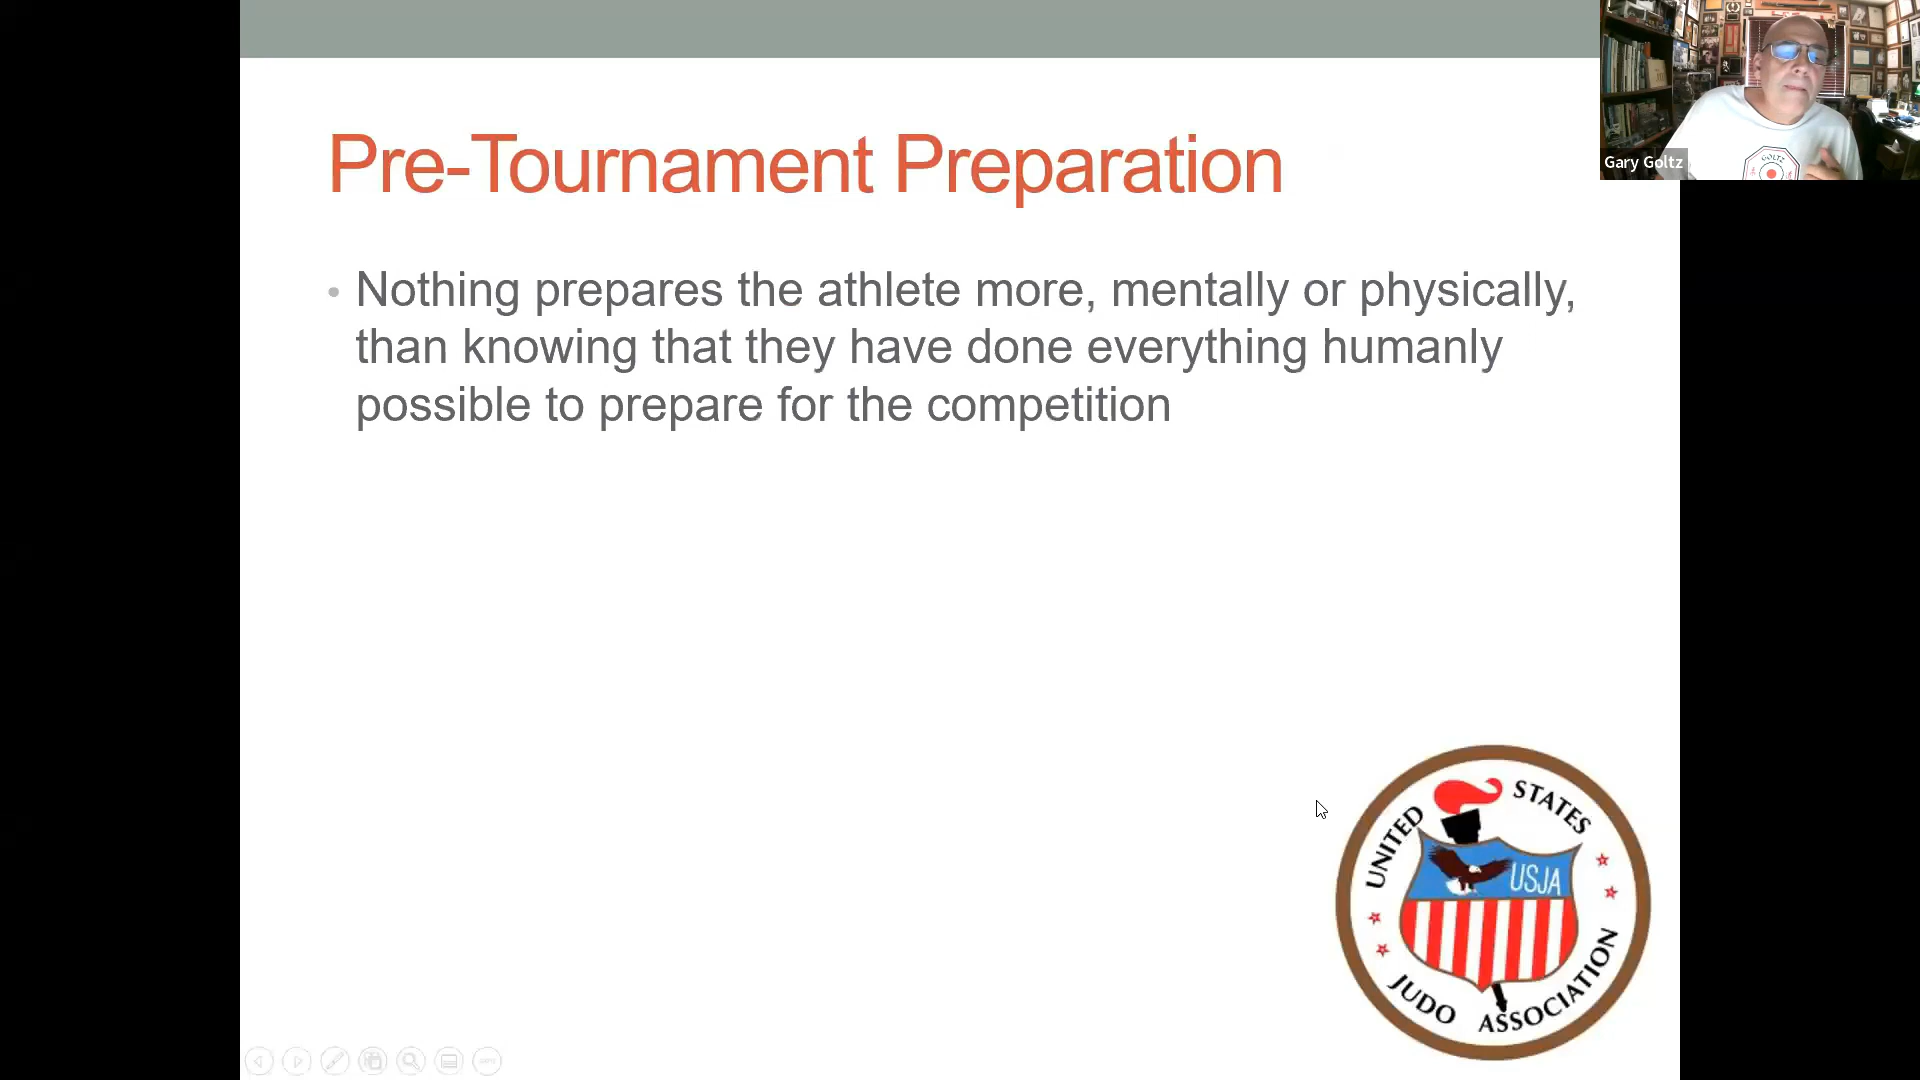 Pre-Tournament Preparation
Gary Goltz
GOLTZ
• Nothing prepares the athlete more, mentally or physically,
than knowing that they have done everything humanly
possible to prepare for the competition
UNITED STATES
USJA
JUDO ASSOCIATION